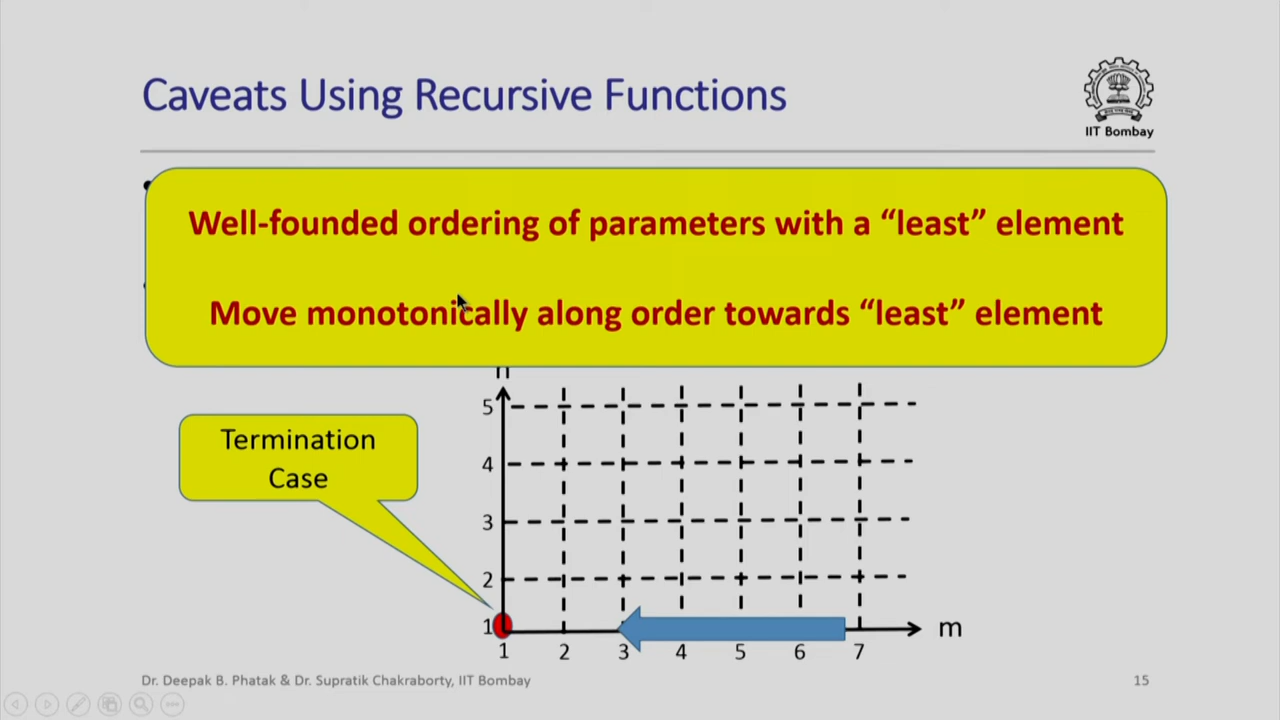 Caveats Using Recursive Functions
IIT Bombay
Well-founded ordering of parameters with a “least” element
Move monotonically along order towards “least” element
n
Termination
Case
5
4
3
2
1
1 2 3 4 5 6 7
m
Dr. Deepak B. Phatak & Dr. Supratik Chakraborty, IIT Bombay
15